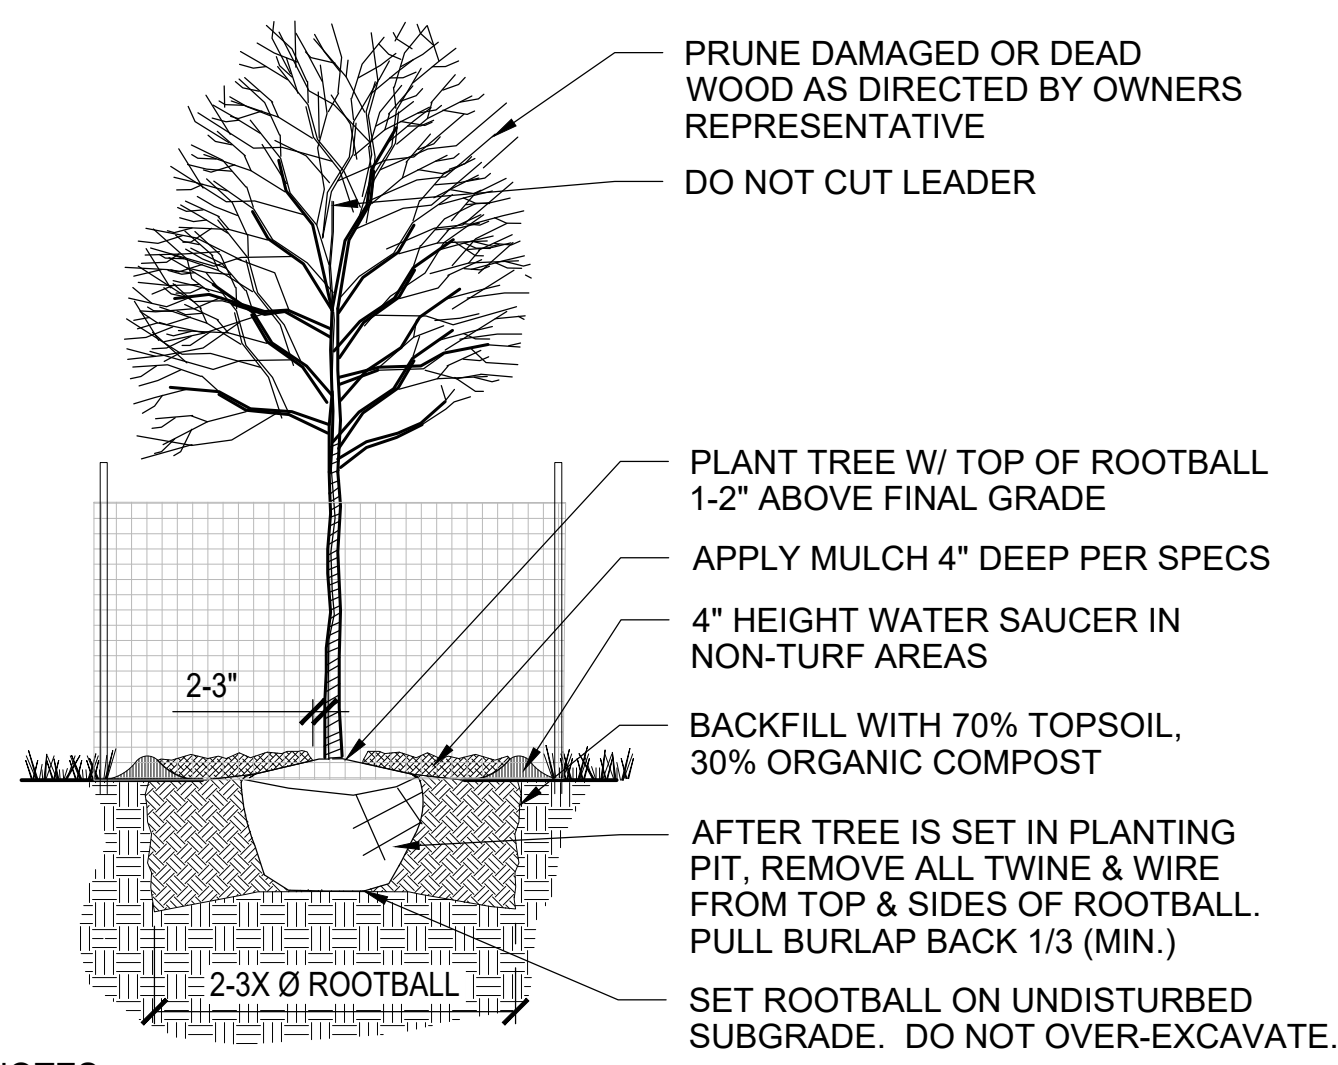 PRUNE DAMAGED OR DEAD
WOOD AS DIRECTED BY OWNERS
REPRESENTATIVE
DO NOT CUT LEADER
PLANT TREE W/ TOP OF ROOTBALL
1-2" ABOVE FINAL GRADE
APPLY MULCH 4" DEEP PER SPECS
4" HEIGHT WATER SAUCER IN
NON-TURF AREAS
2-3"
BACKFILL WITH 70% TOPSOIL,
30% ORGANIC COMPOST
AFTER TREE IS SET IN PLANTING
PIT, REMOVE ALL TWINE & WIRE
FROM TOP & SIDES OF ROOTBALL.
PULL BURLAP BACK 1/3 (MIN.)
2-3X Ø ROOTBALL
SET ROOTBALL ON UNDISTURBED
SUBGRADE. DO NOT OVER-EXCAVATE.